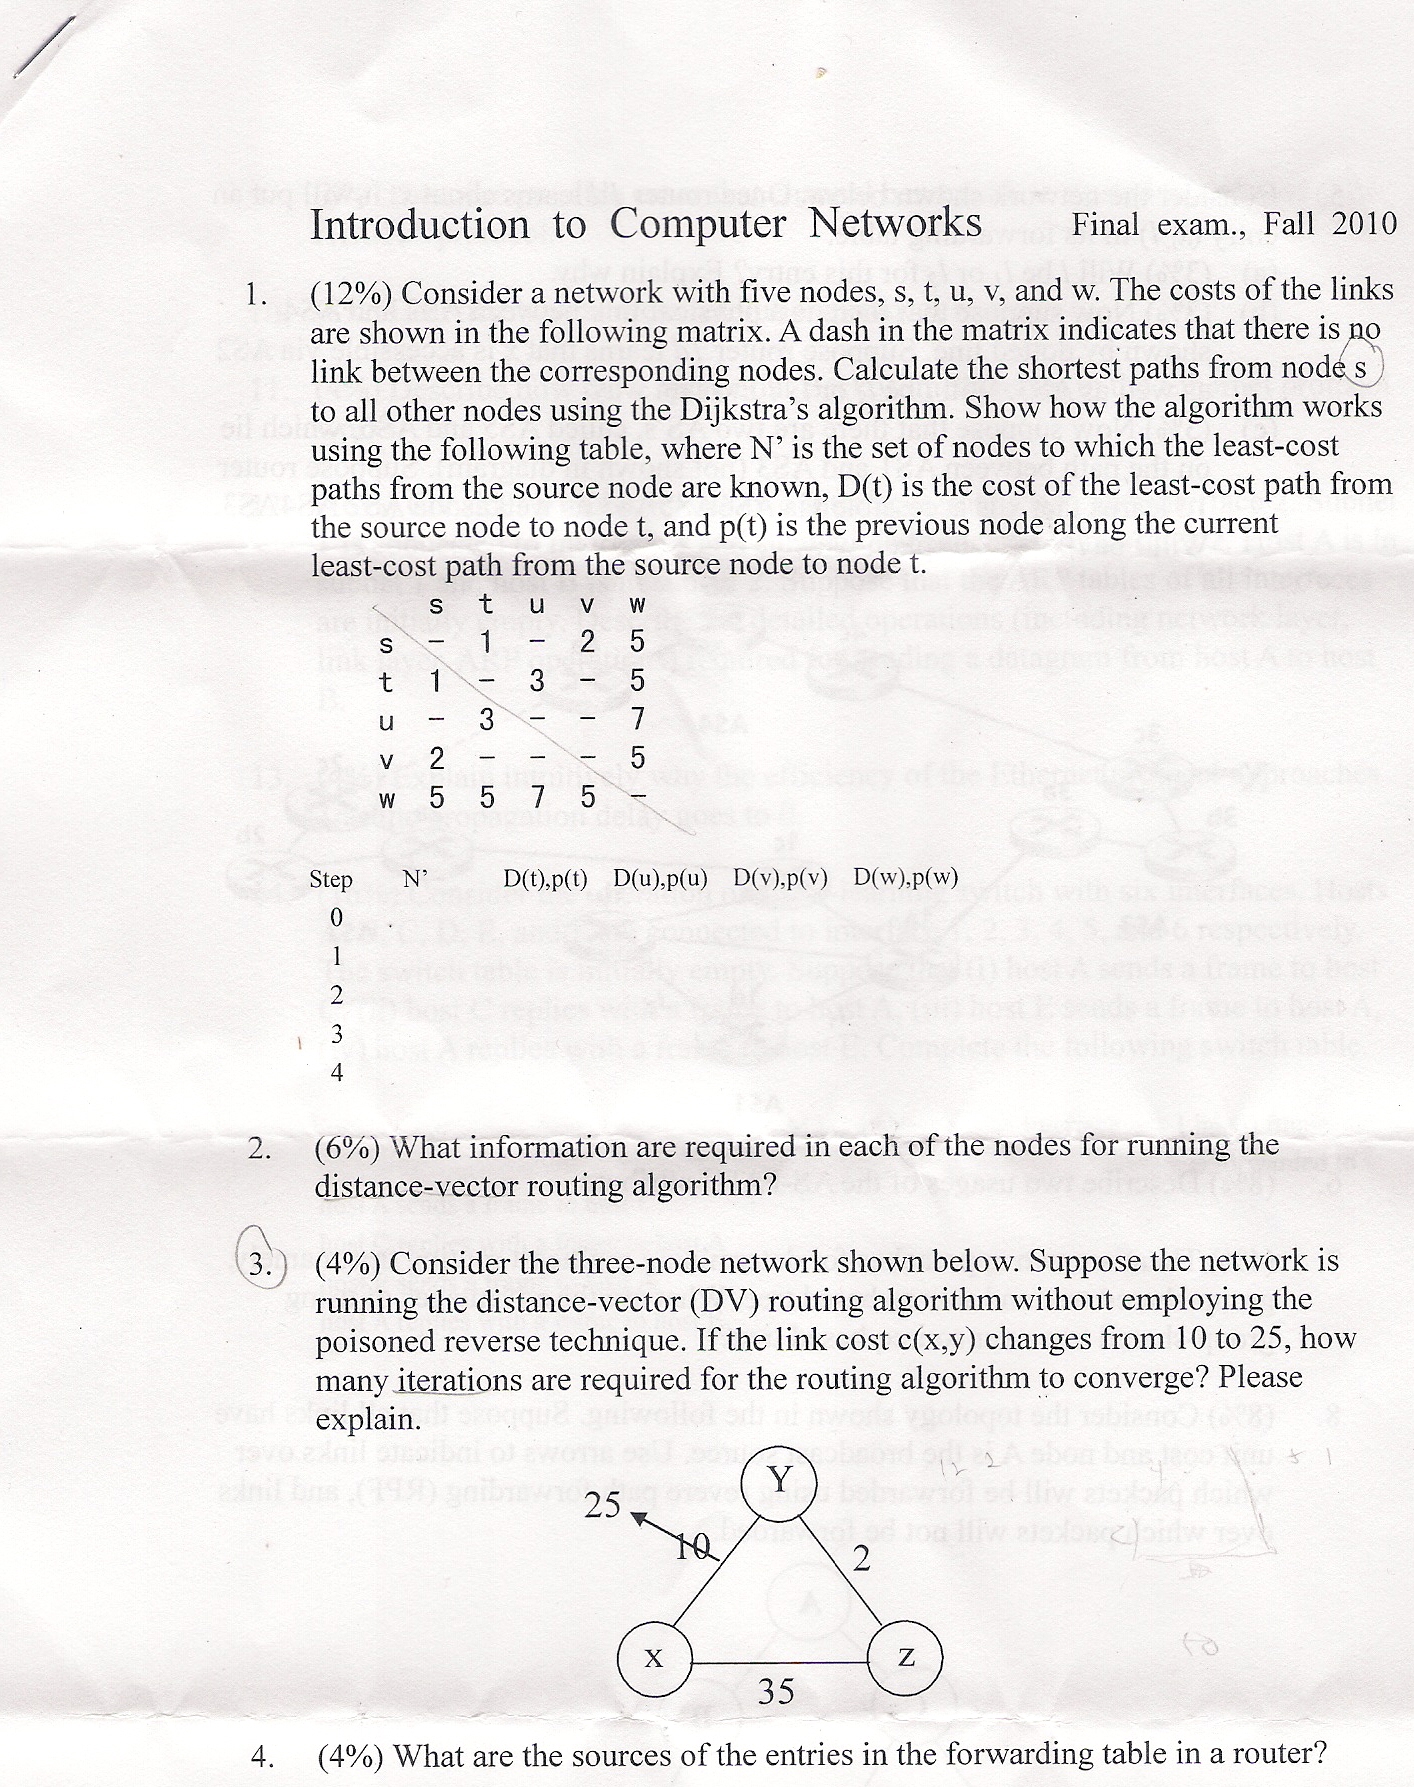 Introduction to Computer Networks Final exam., Fall 2010
1. (12%) Consider a network with five nodes, s, t, u, v, and w. The costs of the links
are shown in the following matrix. A dash in the matrix indicates that there is no
link between the corresponding nodes. Calculate the shortest paths from node s
to all other nodes using the Dijkstra's algorithm. Show how the algorithm works
using the following table, where N' is the set of nodes to which the least-cost
paths from the source node are known, D(t) is the cost of the least-cost path from
the source node to node t, and p(t) is the previous node along the current
least-cost path from the source node to node t.
s t u v w
s – 1 – 2 5
t 1 – 3 – 5
u – 3 – – 7
v 2 – – – 5
w 5 5 7 5 –
Step N' D(t),p(t) D(u),p(u) D(v),p(v) D(w),p(w)
0
1
2
3
4
2. (6%) What information are required in each of the nodes for running the
distance-vector routing algorithm?
3. (4%) Consider the three-node network shown below. Suppose the network is
running the distance-vector (DV) routing algorithm without employing the
poisoned reverse technique. If the link cost c(x,y) changes from 10 to 25, how
many iterations are required for the routing algorithm to converge? Please
explain.
Y
25
10
2
X
Z
35
4. (4%) What are the sources of the entries in the forwarding table in a router?